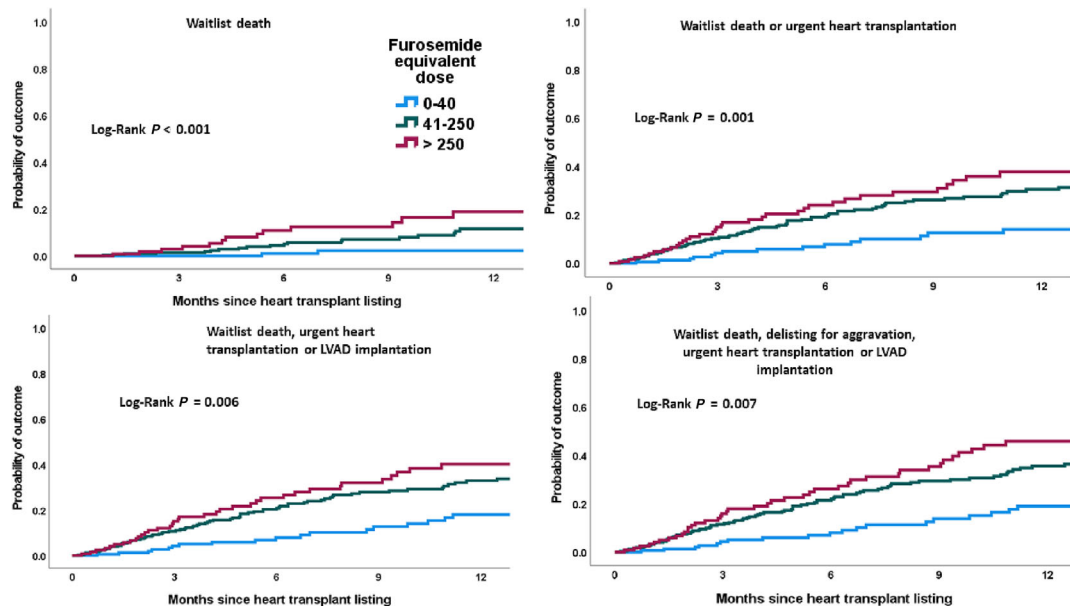 Waitlist death
Furosemide
equivalent
dose
0-40
41-250
> 250
Log-Rank P < 0.001
Probability of outcome
1.0
0.8
0.6
0.4
0.2
0.0
0
3
6
9
12
Months since heart transplant listing
Waitlist death or urgent heart transplantation
Log-Rank P = 0.001
Probability of outcome
1.0
0.8
0.6
0.4
0.2
0.0
0
3
6
9
12
Months since heart transplant listing
Waitlist death, urgent heart
transplantation or LVAD implantation
Log-Rank P = 0.006
Probability of outcome
1.0
0.8
0.6
0.4
0.2
0.0
0
3
6
9
12
Months since heart transplant listing
Waitlist death, delisting for aggravation,
urgent heart transplantation or LVAD
implantation
Log-Rank P = 0.007
Probability of outcome
1.0
0.8
0.6
0.4
0.2
0.0
0
3
6
9
12
Months since heart transplant listing